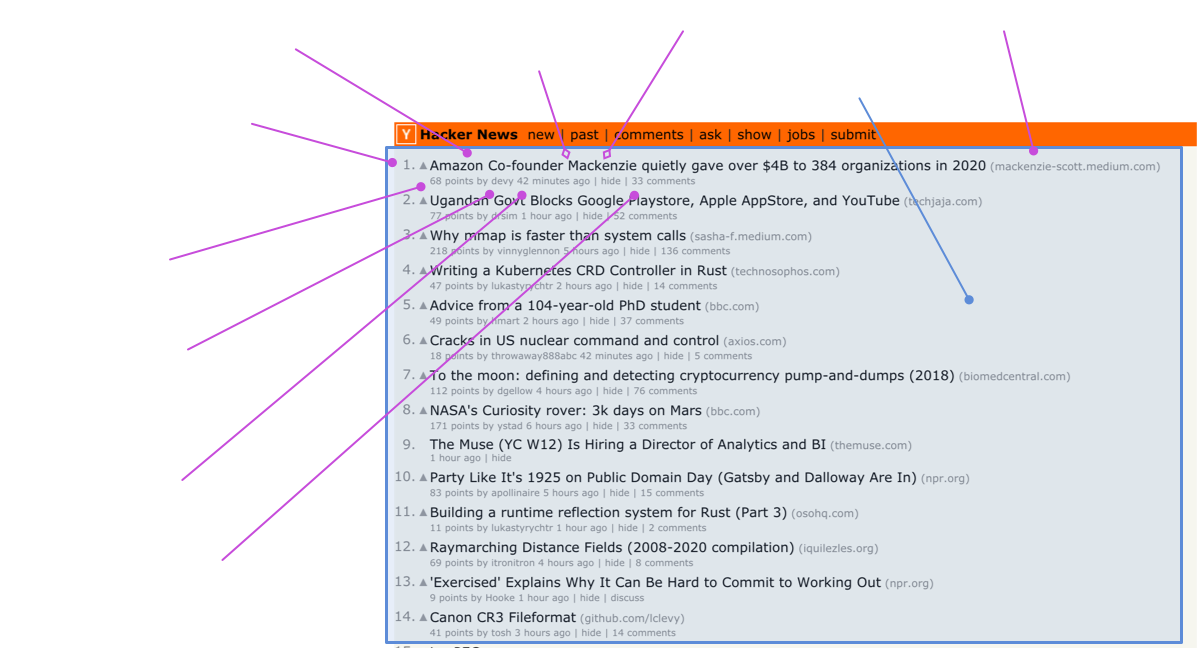 Y Hacker News new | past | comments | ask | show | jobs | submit
1. ▲ Amazon Co-founder Mackenzie quietly gave over $4B to 384 organizations in 2020 (mackenzie-scott.medium.com)
68 points by devy 42 minutes ago | hide | 33 comments
2. ▲ Ugandan Govt Blocks Google Playstore, Apple AppStore, and YouTube (techjaja.com)
77 points by drsim 1 hour ago | hide | 52 comments
3. ▲ Why mmap is faster than system calls (sasha-f.medium.com)
218 points by vinnyglennon 5 hours ago | hide | 136 comments
4. ▲ Writing a Kubernetes CRD Controller in Rust (technosophos.com)
47 points by lukastyrychtr 2 hours ago | hide | 14 comments
5. ▲ Advice from a 104-year-old PhD student (bbc.com)
49 points by hmart 2 hours ago | hide | 37 comments
6. ▲ Cracks in US nuclear command and control (axios.com)
18 points by throwaway888abc 42 minutes ago | hide | 5 comments
7. ▲ To the moon: defining and detecting cryptocurrency pump-and-dumps (2018) (biomedcentral.com)
112 points by dgellow 4 hours ago | hide | 76 comments
8. ▲ NASA's Curiosity rover: 3k days on Mars (bbc.com)
171 points by ystad 6 hours ago | hide | 33 comments
9. The Muse (YC W12) Is Hiring a Director of Analytics and BI (themuse.com)
1 hour ago | hide
10. ▲ Party Like It's 1925 on Public Domain Day (Gatsby and Dalloway Are In) (npr.org)
83 points by apollinaire 5 hours ago | hide | 15 comments
11. ▲ Building a runtime reflection system for Rust (Part 3) (osohq.com)
11 points by lukastyrychtr 1 hour ago | hide | 2 comments
12. ▲ Raymarching Distance Fields (2008-2020 compilation) (iquilezles.org)
69 points by itronitron 4 hours ago | hide | 8 comments
13. ▲ 'Exercised' Explains Why It Can Be Hard to Commit to Working Out (npr.org)
9 points by Hooke 1 hour ago | hide | discuss
14. ▲ Canon CR3 Fileformat (github.com/lclevy)
41 points by tosh 3 hours ago | hide | 14 comments